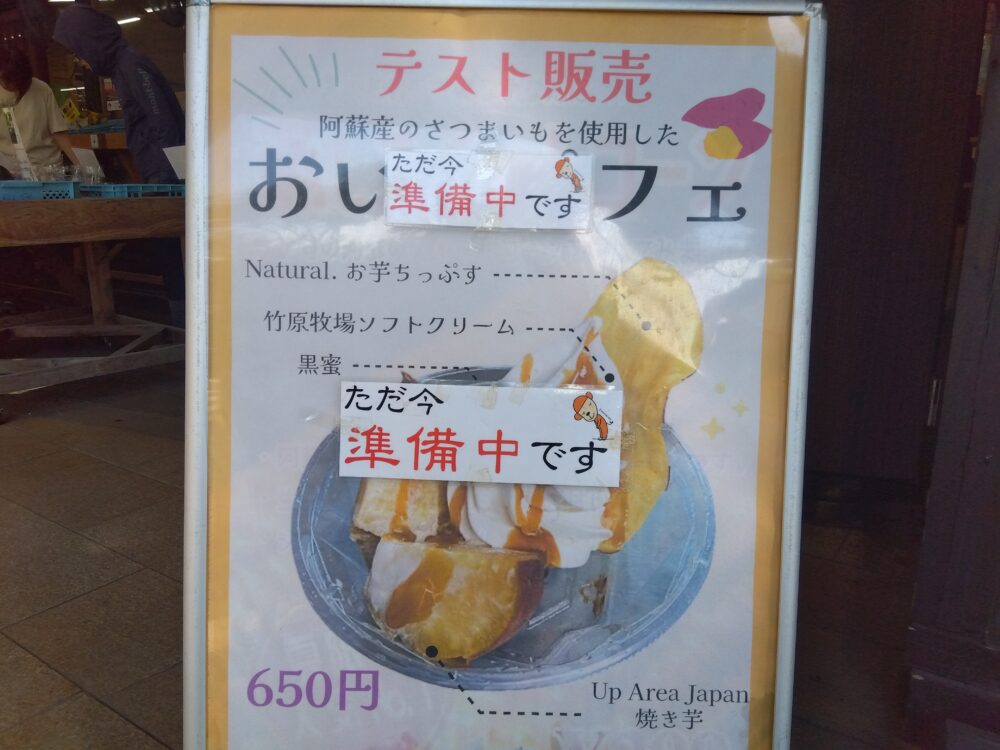 テスト販売
阿蘇産のさつまいもを使用した
おい
フェ
ただ今
準備中です
Natural. お芋ちっぷす
竹原牧場ソフトクリーム
黒蜜
ただ今
準備中です
650円
Up Area Japan
焼き芋